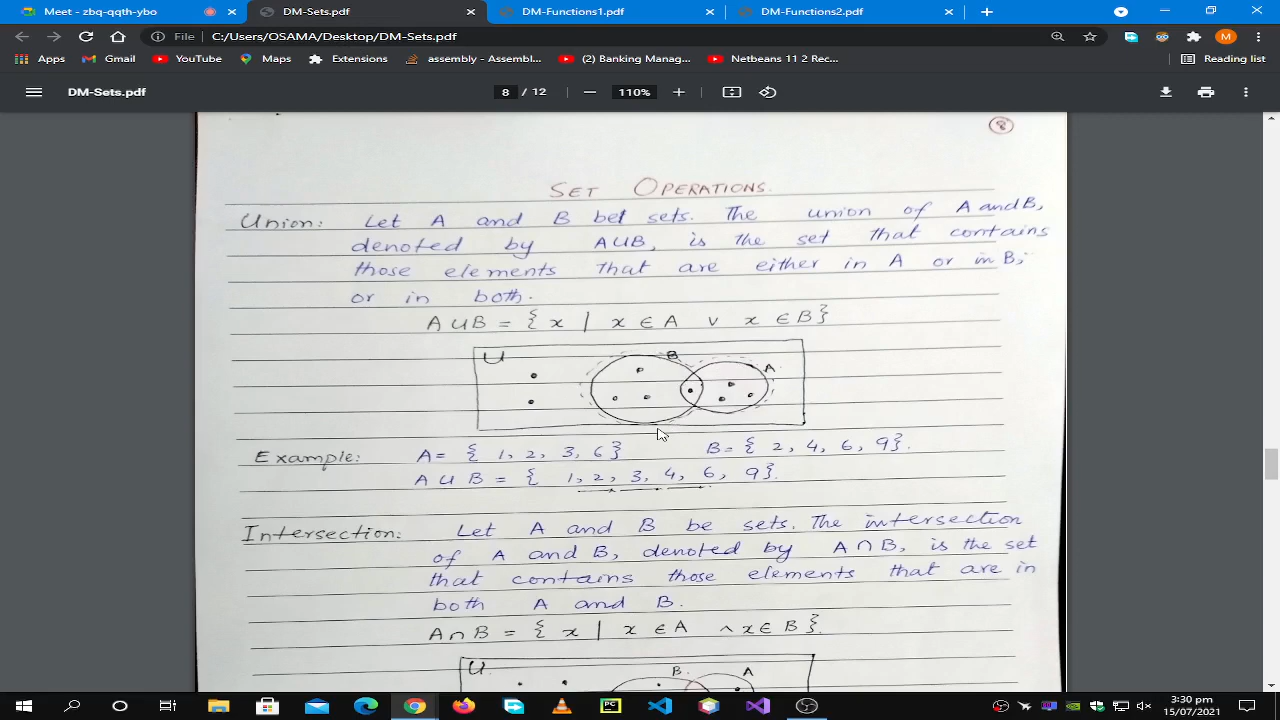 Meet - zbq-qqth-ybo
DM-Sets.pdf
DM-Functions1.pdf
DM-Functions2.pdf
File | C:/Users/OSAMA/Desktop/DM-Sets.pdf
Apps
Gmail
YouTube
Maps
Extensions
assembly - Assembl...
(2) Banking Manag...
Netbeans 11 2 Rec...
Reading list
DM-Sets.pdf
8 / 12
110%
8
SET OPERATIONS.
Union: Let A and B bet sets. The union of A and B,
denoted by A∪B, is the set that contains
those elements that are either in A or in B,
or in both.
A∪B = { x | x ∈ A ∨ x ∈ B}
U
B
A
Example: A = { 1, 2, 3, 6} B = { 2, 4, 6, 9}.
A ∪ B = { 1, 2, 3, 4, 6, 9}.
Intersection: Let A and B be sets. The intersection
of A and B, denoted by A∩B, is the set
that contains those elements that are in
both A and B.
A∩B = { x | x ∈ A ∧ x ∈ B}.
U
B.
A
3:30 pm
ENG
15/07/2021